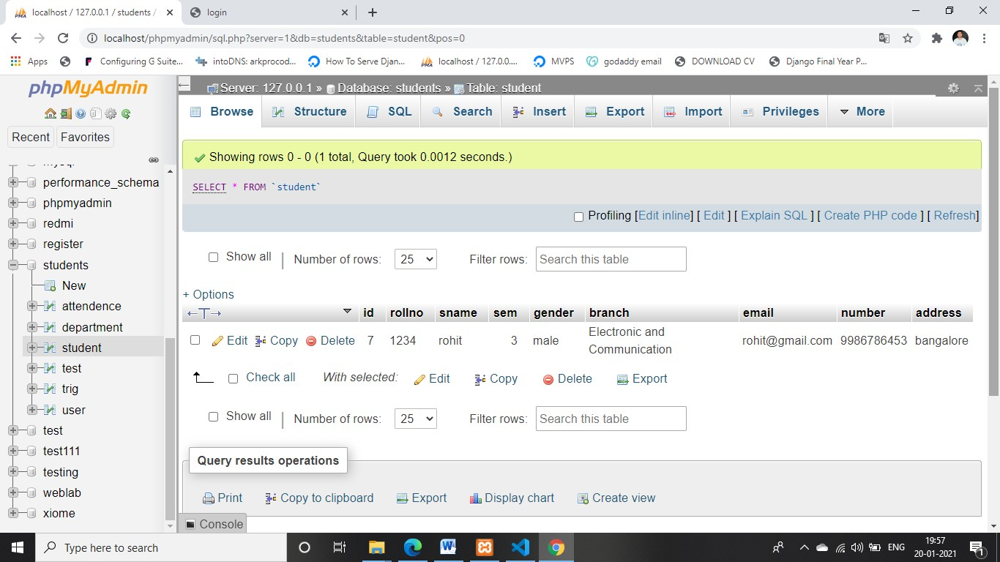 localhost / 127.0.0.1 / students /
login
localhost/phpmyadmin/sql.php?server=1&db=students&table=student&pos=0
Apps
Configuring G Suite...
intoDNS: arkprocod...
How To Serve Djan...
localhost / 127.0.0....
MVPS
godaddy email
DOWNLOAD CV
Django Final Year P...
phpMyAdmin
Recent
Favorites
performance_schema
phpmyadmin
redmi
register
students
New
attendence
department
student
test
trig
user
test
test111
testing
weblab
xiome
Server: 127.0.0.1 » Database: students » Table: student
Browse Structure SQL Search Insert Export Import Privileges More
Showing rows 0 - 0 (1 total, Query took 0.0012 seconds.)
SELECT * FROM `student`
Profiling [Edit inline] [ Edit ] [ Explain SQL ] [ Create PHP code ] [ Refresh]
Show all | Number of rows: 25 Filter rows: Search this table
+ Options
←T→ id rollno sname sem gender branch email number address
Edit Copy Delete 7 1234 rohit 3 male Electronic and Communication rohit@gmail.com 9986786453 bangalore
Check all With selected: Edit Copy Delete Export
Show all | Number of rows: 25 Filter rows: Search this table
Query results operations
Print Copy to clipboard Export Display chart Create view
Console
Type here to search
ENG
19:57
20-01-2021
1